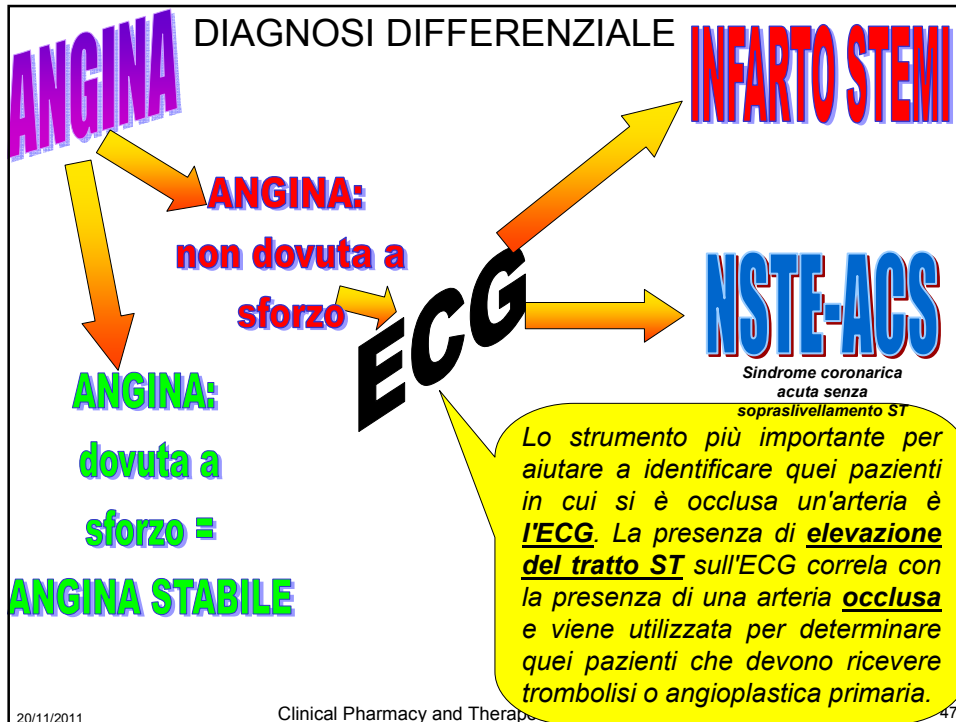 DIAGNOSI DIFFERENZIALE
ANGINA
INFARTO STEMI
ANGINA:
non dovuta a
sforzo
ECG
NSTE-ACS
Sindrome coronarica
acuta senza
sopraslivellamento ST
ANGINA:
dovuta a
sforzo =
ANGINA STABILE
Lo strumento più importante per
aiutare a identificare quei pazienti
in cui si è occlusa un'arteria è
l'ECG. La presenza di elevazione
del tratto ST sull'ECG correla con
la presenza di una arteria occlusa
e viene utilizzata per determinare
quei pazienti che devono ricevere
trombolisi o angioplastica primaria.
20/11/2011
Clinical Pharmacy and Therap
47